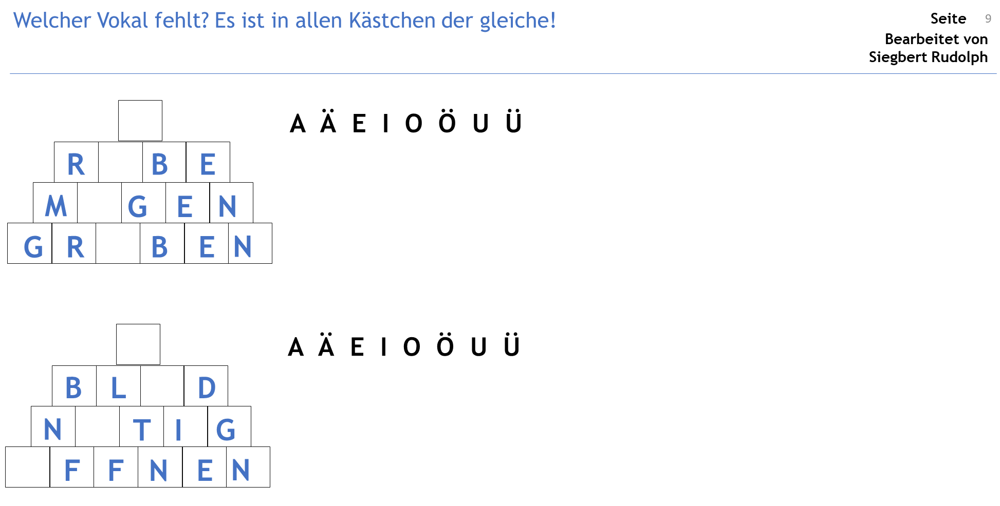 Welcher Vokal fehlt? Es ist in allen Kästchen der gleiche!
Seite 9
Bearbeitet von
Siegbert Rudolph
A Ä E I O Ö U Ü
R B E
M G E N
G R B E N
A Ä E I O Ö U Ü
B L D
N T I G
F F N E N